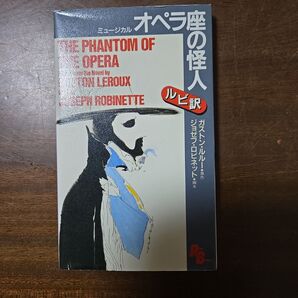 ミュージカル
オペラ座の怪人
THE PHANTOM OF
THE OPERA
GASTON LEROUX
JOSEPH ROBINETTE
ルビ訳
ガストン・ルルー
ジョセフ・ロビネット